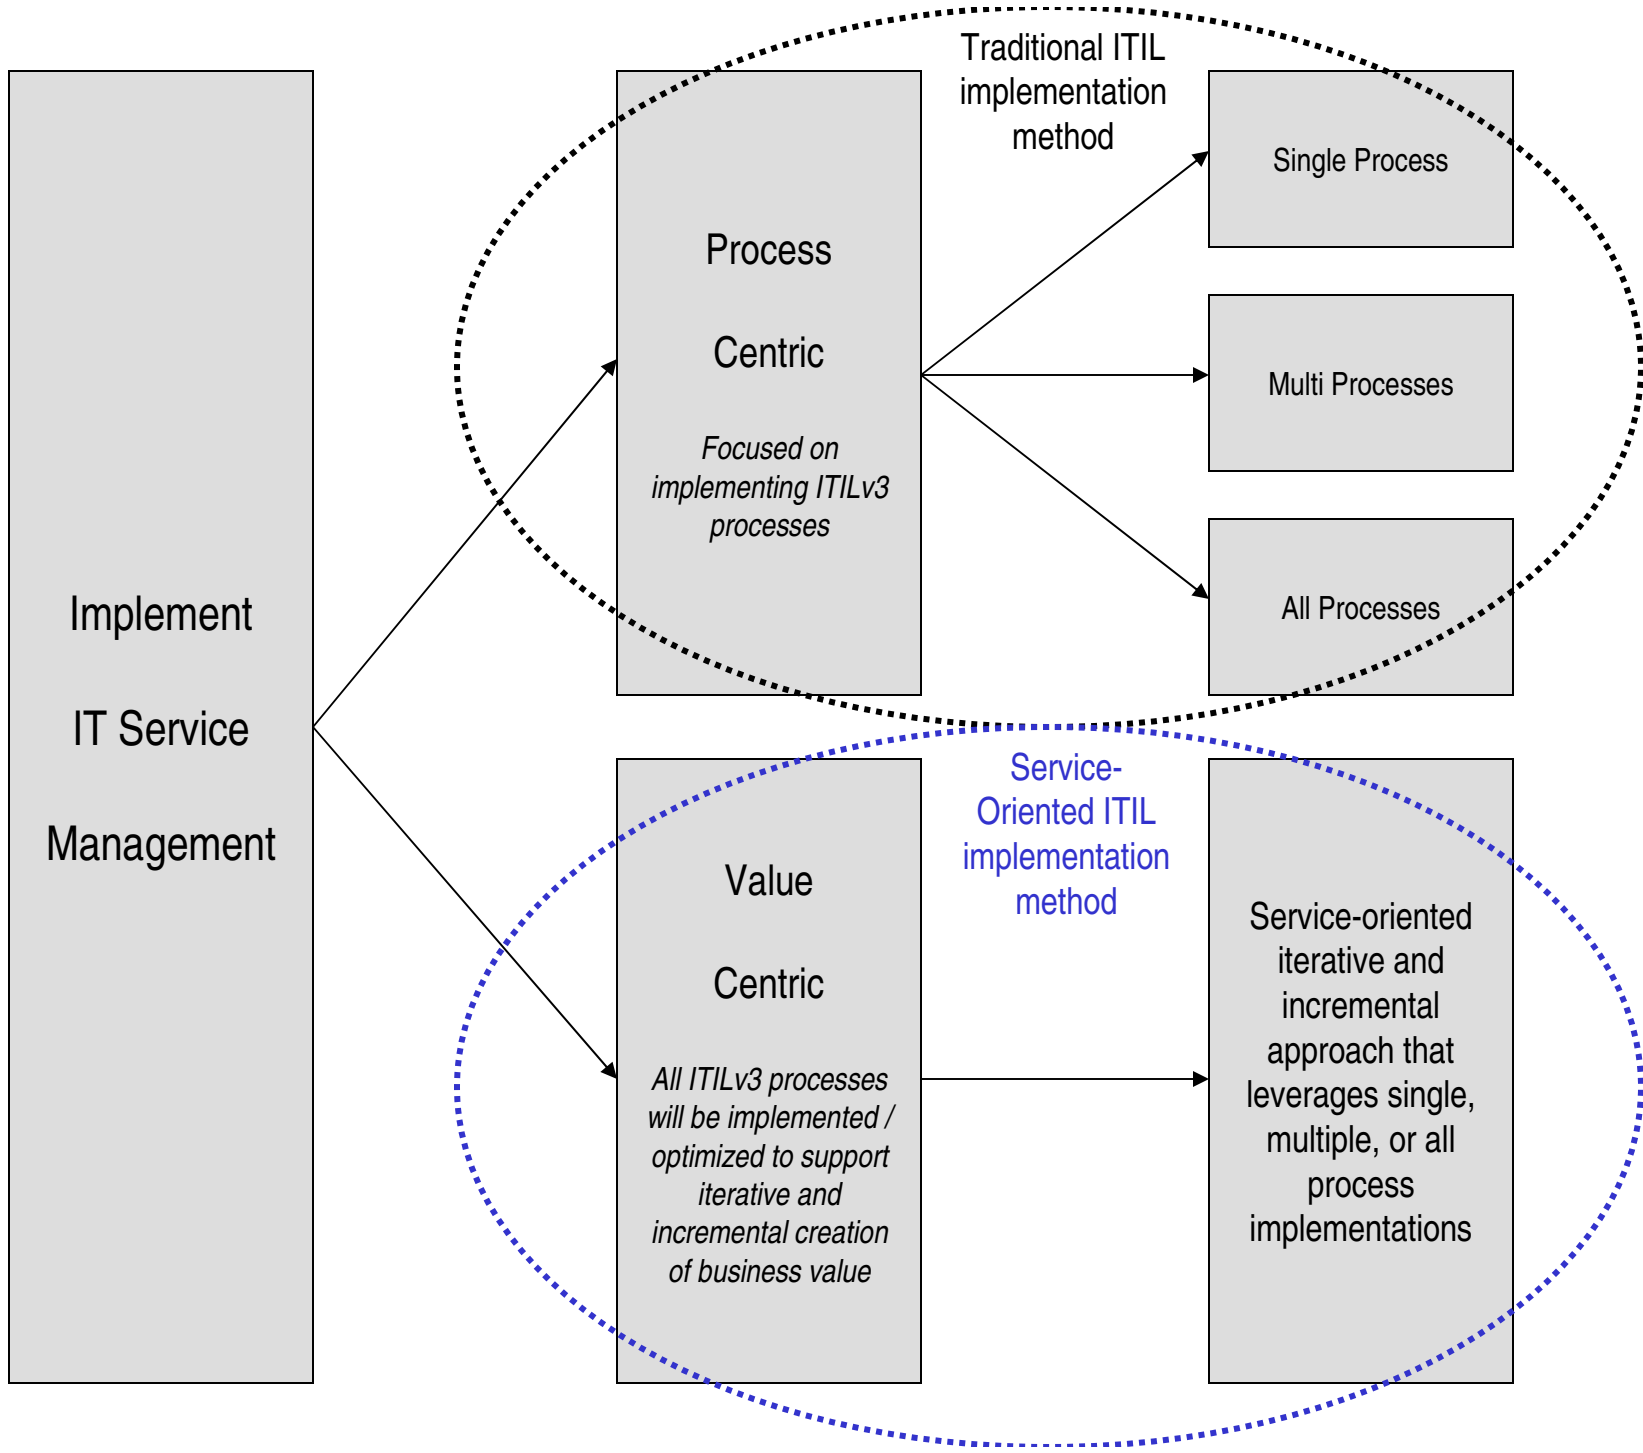 Implement
IT Service
Management
Traditional ITIL
implementation
method
Process
Centric
Focused on
implementing ITILv3
processes
Single Process
Multi Processes
All Processes
Service-
Oriented ITIL
implementation
method
Value
Centric
All ITILv3 processes
will be implemented /
optimized to support
iterative and
incremental creation
of business value
Service-oriented
iterative and
incremental
approach that
leverages single,
multiple, or all
process
implementations